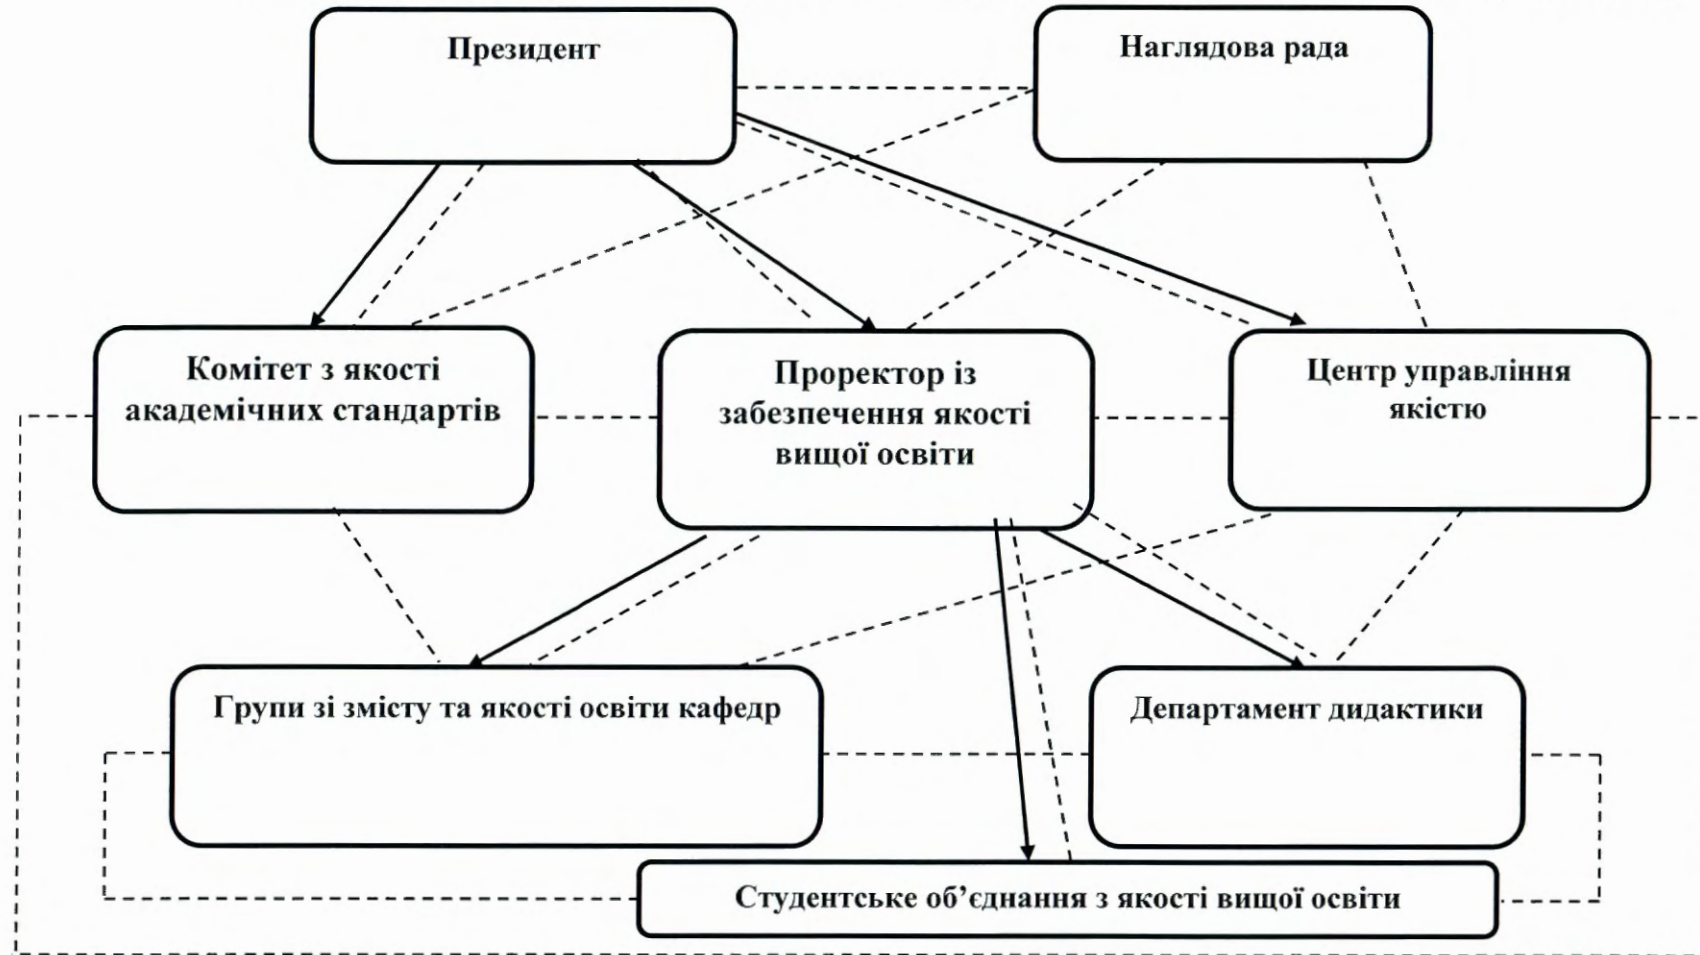 Президент
Наглядова рада
Комітет з якості
академічних стандартів
Проректор із
забезпечення якості
вищої освіти
Центр управління
якістю
Групи зі змісту та якості освіти кафедр
Департамент дидактики
Студентське об’єднання з якості вищої освіти